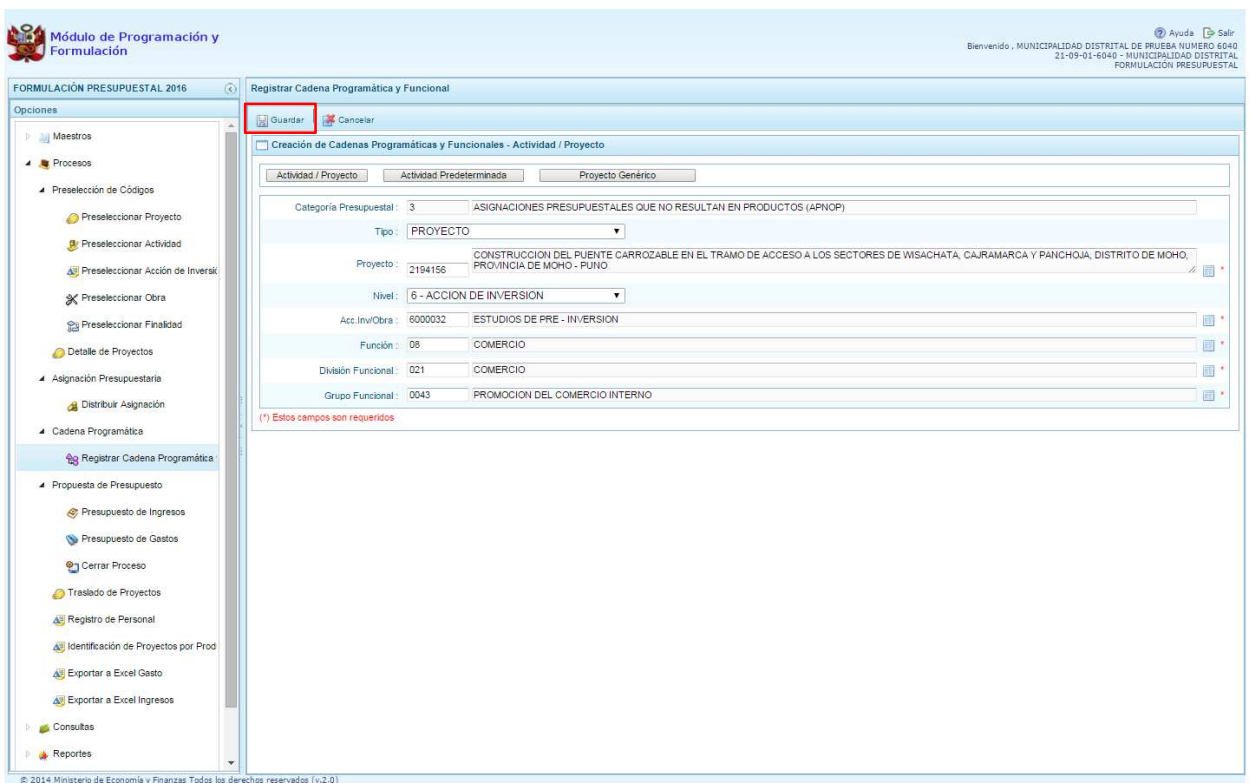 Módulo de Programación y
Formulación
Ayuda Salir
Bienvenido , MUNICIPALIDAD DISTRITAL DE PRUEBA NUMERO 6040
21-09-01-6040 - MUNICIPALIDAD DISTRITAL
FORMULACIÓN PRESUPUESTAL
FORMULACIÓN PRESUPUESTAL 2016
Opciones
Maestros
Procesos
Preselección de Códigos
Preseleccionar Proyecto
Preseleccionar Actividad
Preseleccionar Acción de Inversió
Preseleccionar Obra
Preseleccionar Finalidad
Detalle de Proyectos
Asignación Presupuestaria
Distribuir Asignación
Cadena Programática
Registrar Cadena Programática
Propuesta de Presupuesto
Presupuesto de Ingresos
Presupuesto de Gastos
Cerrar Proceso
Traslado de Proyectos
Registro de Personal
Identificación de Proyectos por Prod
Exportar a Excel Gasto
Exportar a Excel Ingresos
Consultas
Reportes
Registrar Cadena Programática y Funcional
Guardar Cancelar
Creación de Cadenas Programáticas y Funcionales - Actividad / Proyecto
Actividad / Proyecto Actividad Predeterminada Proyecto Genérico
Categoría Presupuestal : 3 ASIGNACIONES PRESUPUESTALES QUE NO RESULTAN EN PRODUCTOS (APNOP)
Tipo : PROYECTO
Proyecto : 2194156 CONSTRUCCION DEL PUENTE CARROZABLE EN EL TRAMO DE ACCESO A LOS SECTORES DE WISACHATA, CAJRAMARCA Y PANCHOJA, DISTRITO DE MOHO,
PROVINCIA DE MOHO - PUNO *
Nivel : 6 - ACCION DE INVERSION
Acc.Inv/Obra : 6000032 ESTUDIOS DE PRE - INVERSION *
Función : 08 COMERCIO *
División Funcional : 021 COMERCIO *
Grupo Funcional : 0043 PROMOCION DEL COMERCIO INTERNO *
(*) Estos campos son requeridos
© 2014 Ministerio de Economía y Finanzas Todos los derechos reservados (v.2.0)